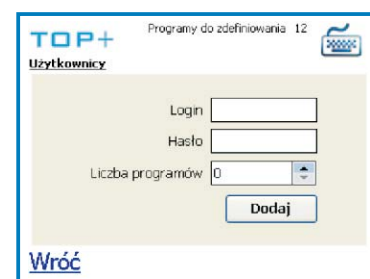 TOP+ Programy do zdefiniowania 12
Użytkownicy
Login
Hasło
Liczba programów 0
Dodaj
Wróć